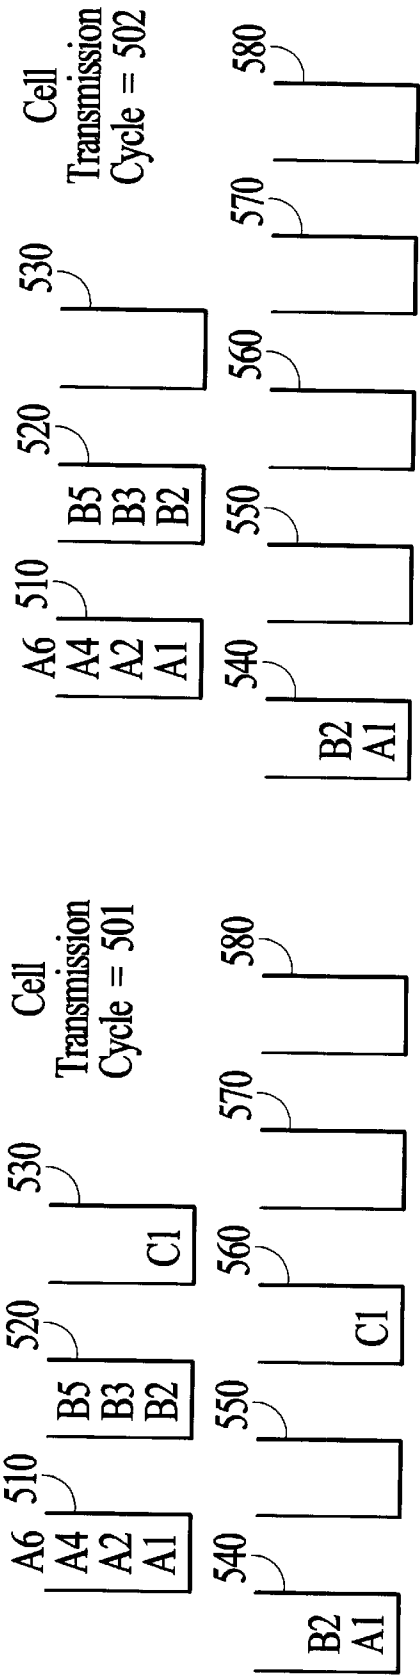 Cell
Transmission
Cycle = 501
510
520
530
A6
A4
A2
A1
B5
B3
B2
C1
540
550
560
570
580
B2
A1
C1
Cell
Transmission
Cycle = 502
510
520
530
A6
A4
A2
A1
B5
B3
B2
540
550
560
570
580
B2
A1